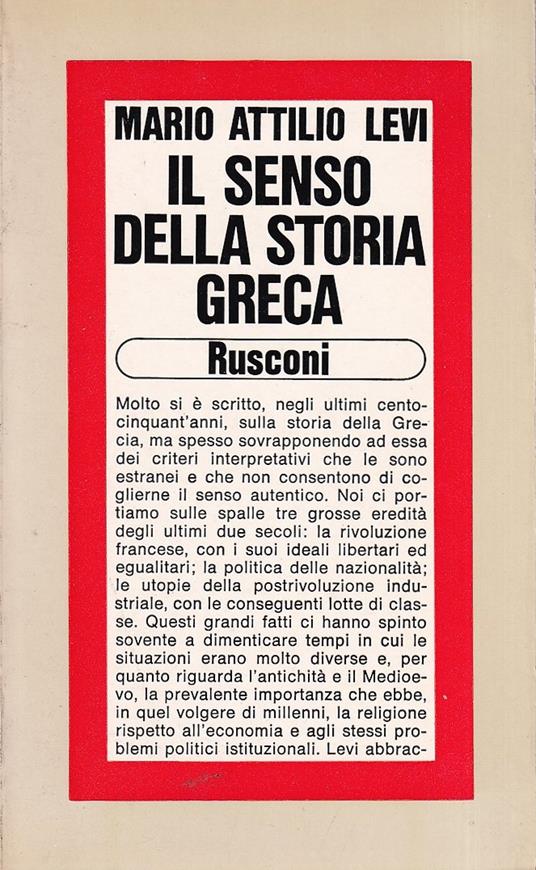 MARIO ATTILIO LEVI
IL SENSO
DELLA STORIA
GRECA
Rusconi
Molto si è scritto, negli ultimi cento-
cinquant'anni, sulla storia della Gre-
cia, ma spesso sovrapponendo ad essa
dei criteri interpretativi che le sono
estranei e che non consentono di co-
glierne il senso autentico. Noi ci por-
tiamo sulle spalle tre grosse eredità
degli ultimi due secoli: la rivoluzione
francese, con i suoi ideali libertari ed
egualitari; la politica delle nazionalità;
le utopie della postrivoluzione indu-
striale, con le conseguenti lotte di clas-
se. Questi grandi fatti ci hanno spinto
sovente a dimenticare tempi in cui le
situazioni erano molto diverse e, per
quanto riguarda l'antichità e il Medioe-
vo, la prevalente importanza che ebbe,
in quel volgere di millenni, la religione
rispetto all'economia e agli stessi pro-
blemi politici istituzionali. Levi abbrac-